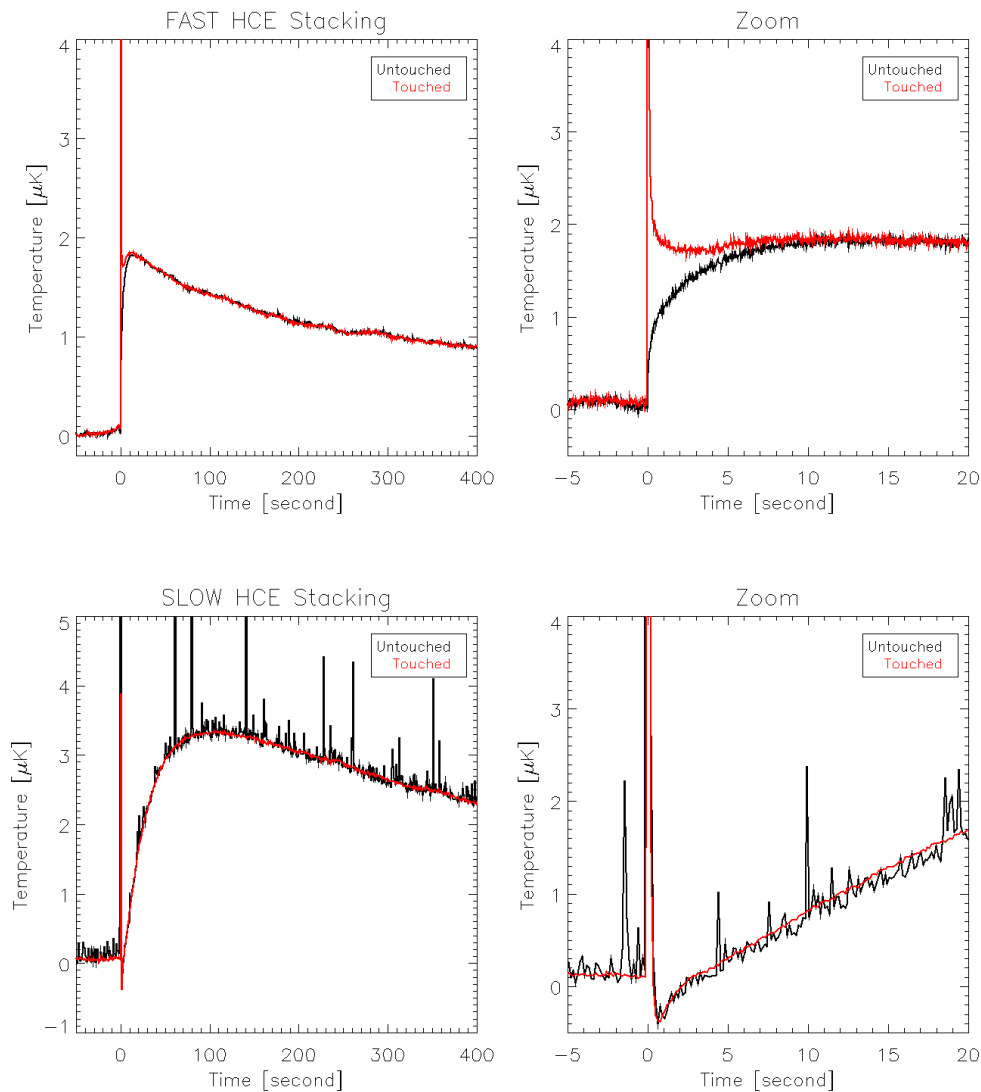 FAST HCE Stacking
4
3
2
1
0
Temperature [μK]
Untouched
Touched
0 100 200 300 400
Time [second]
Zoom
4
3
2
1
0
Temperature [μK]
Untouched
Touched
-5 0 5 10 15 20
Time [second]
SLOW HCE Stacking
5
4
3
2
1
0
-1
Temperature [μK]
Untouched
Touched
0 100 200 300 400
Time [second]
Zoom
4
3
2
1
0
Temperature [μK]
Untouched
Touched
-5 0 5 10 15 20
Time [second]